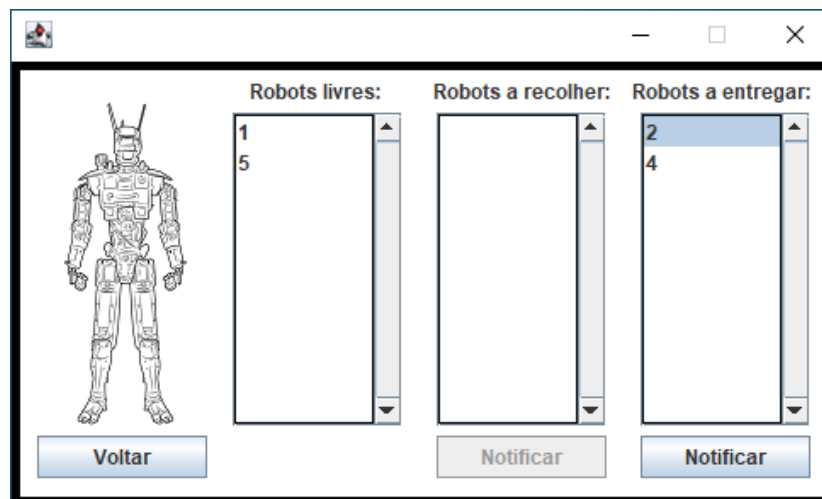 Robots livres:
1
5
Robots a recolher:
Robots a entregar:
2
4
Voltar
Notificar
Notificar